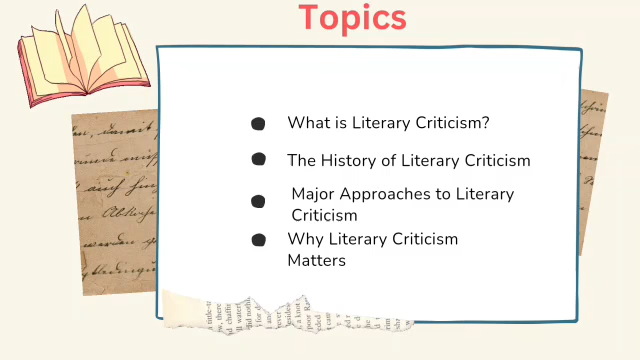 Topics
What is Literary Criticism?
The History of Literary Criticism
Major Approaches to Literary
Criticism
Why Literary Criticism
Matters